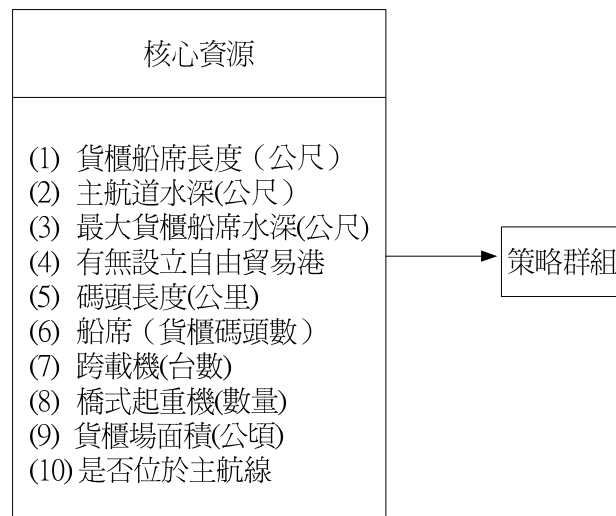 核心資源
(1) 貨櫃船席長度（公尺）
(2) 主航道水深(公尺）
(3) 最大貨櫃船席水深(公尺)
(4) 有無設立自由貿易港
(5) 碼頭長度(公里)
(6) 船席（貨櫃碼頭數）
(7) 跨載機(台數)
(8) 橋式起重機(數量)
(9) 貨櫃場面積(公頃)
(10) 是否位於主航線
策略群組